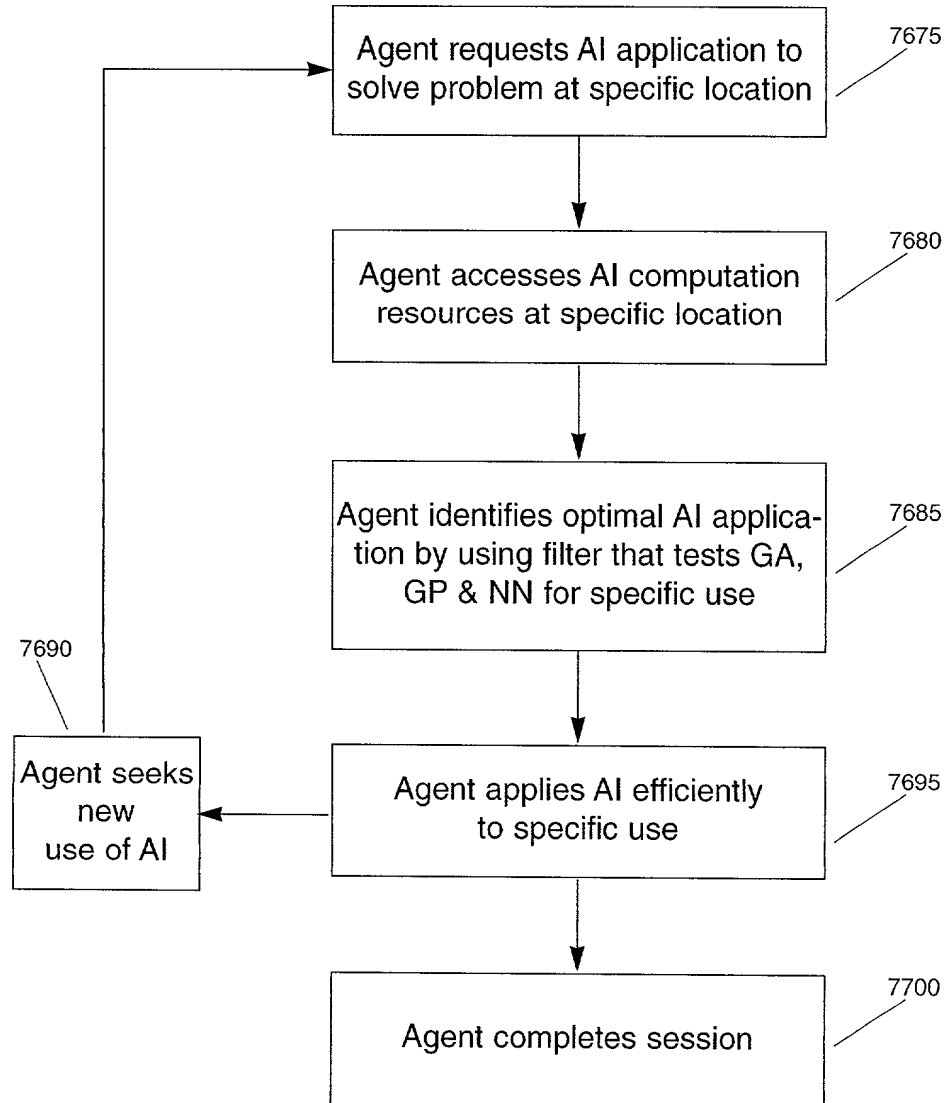 Agent requests AI application to
solve problem at specific location
7675
Agent accesses AI computation
resources at specific location
7680
Agent identifies optimal AI applica-
tion by using filter that tests GA,
GP & NN for specific use
7685
7690
Agent seeks
new
use of AI
Agent applies AI efficiently
to specific use
7695
Agent completes session
7700